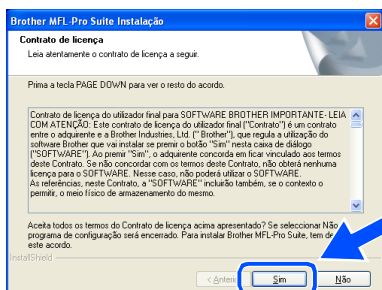 Brother MFL-Pro Suite Instalação
Contrato de licença
Leia atentamente o contrato de licença a seguir.
Prima a tecla PAGE DOWN para ver o resto do acordo.
Contrato de licença do utilizador final para SOFTWARE BROTHER IMPORTANTE- LEIA
COM ATENÇÃO: Este contrato de licença do utilizador final ("Contrato") é um contrato
entre o adquirente e a Brother Industries, Ltd. (" Brother"), que regula a utilização do
software Brother que vai instalar se premir o botão "Sim" nesta caixa de diálogo
("SOFTWARE"). Ao premir "Sim", o adquirente concorda em ficar vinculado aos termos
deste Contrato. Se não concordar com os termos deste Contrato, não obterá nenhuma
licença para o SOFTWARE. Nesse caso, não poderá utilizar o SOFTWARE.
As referências, neste Contrato, a "SOFTWARE" incluirão também, se o contexto o
permitir, o meio físico de armazenamento do mesmo.
Aceita todos os termos do Contrato de licença acima apresentado? Se seleccionar Não
programa de configuração será encerrado. Para instalar Brother MFL-Pro Suite, tem de
este acordo.
InstallShield
< Anteri
Sim
Não